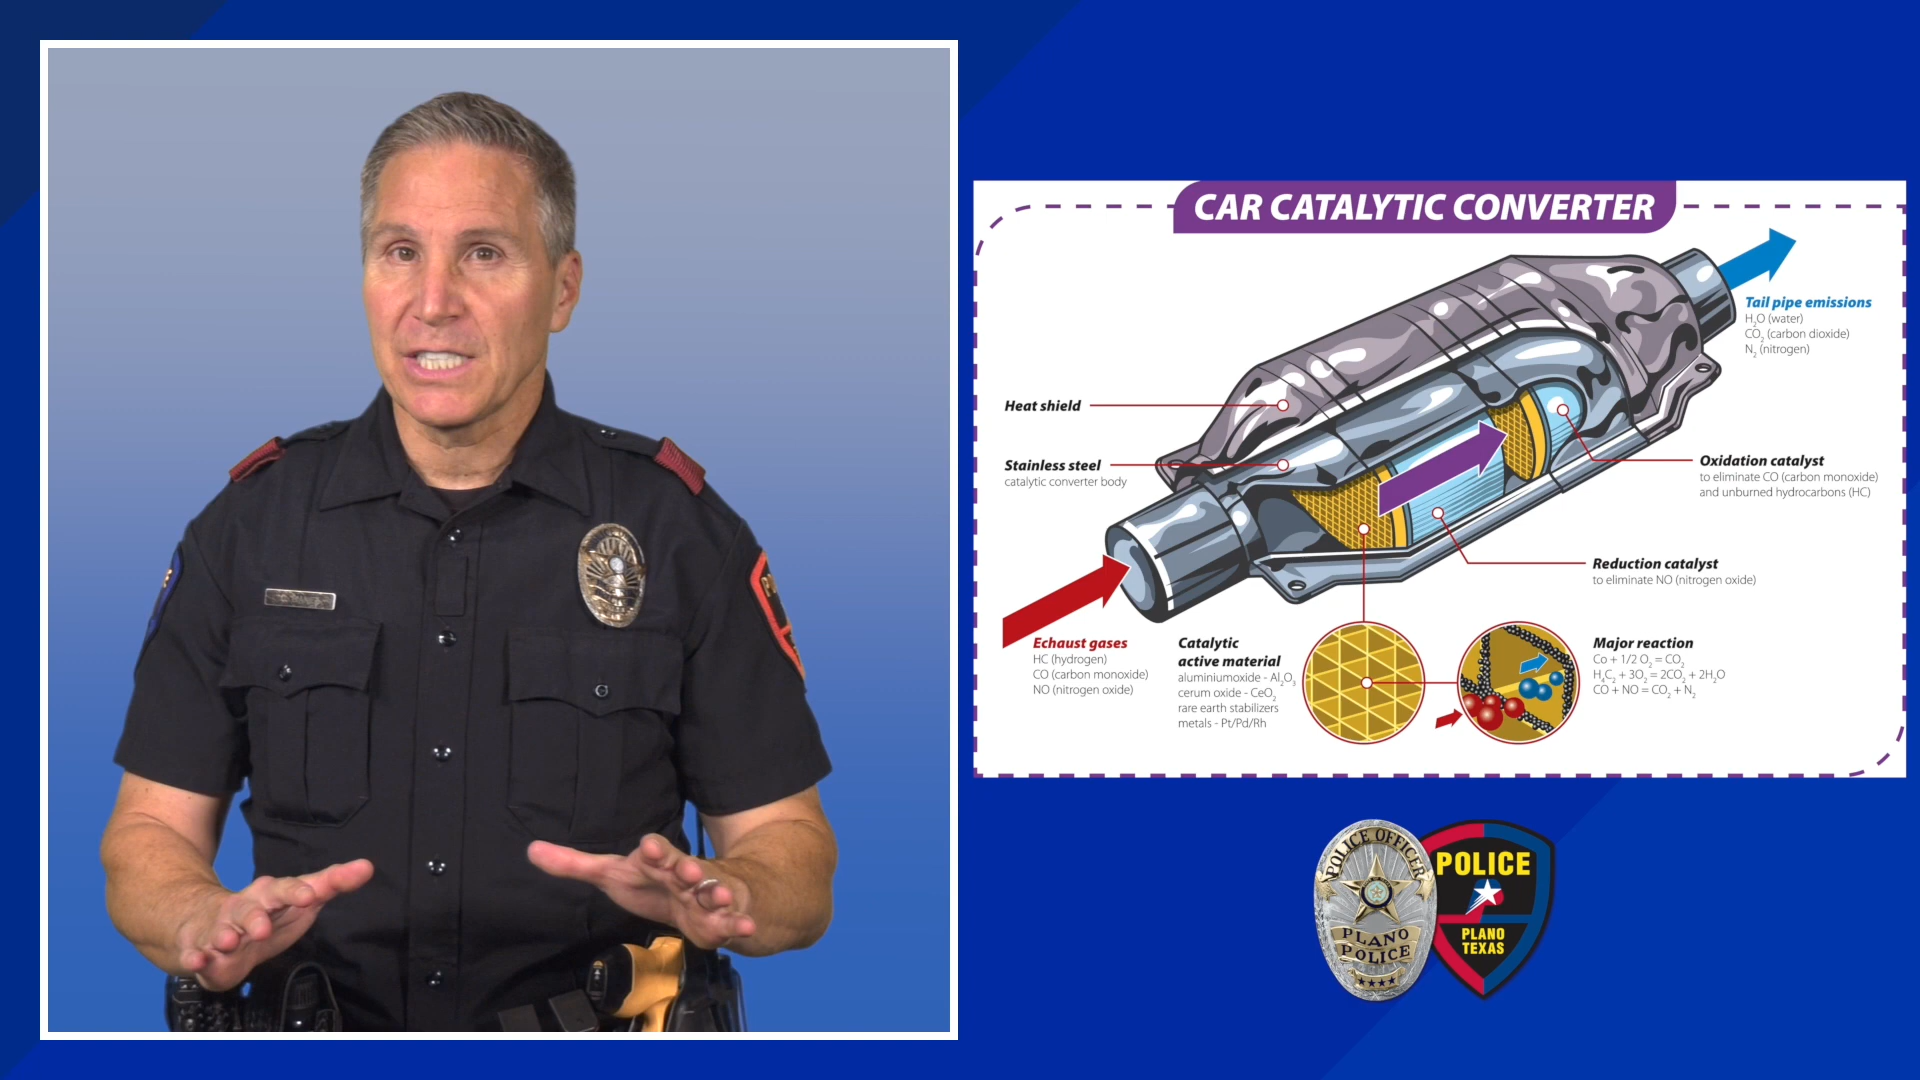 CAR CATALYTIC CONVERTER
Tail pipe emissions
H₂O (water)
CO₂ (carbon dioxide)
N₂ (nitrogen)
Heat shield
Stainless steel
catalytic converter body
Oxidation catalyst
to eliminate CO (carbon monoxide)
and unburned hydrocarbons (HC)
Reduction catalyst
to eliminate NO (nitrogen oxide)
Echaust gases
HC (hydrogen)
CO (carbon monoxide)
NO (nitrogen oxide)
Catalytic
active material
aluminiumoxide - Al₂O₃
cerum oxide - CeO₂
rare earth stabilizers
metals - Pt/Pd/Rh
Major reaction
Co + 1/2 O₂ = CO₂
H₄C₂ + 3O₂ = 2CO₂ + 2H₂O
CO + NO = CO₂ + N₂
POLICE OFFICER
PLANO
POLICE
POLICE
PLANO
TEXAS